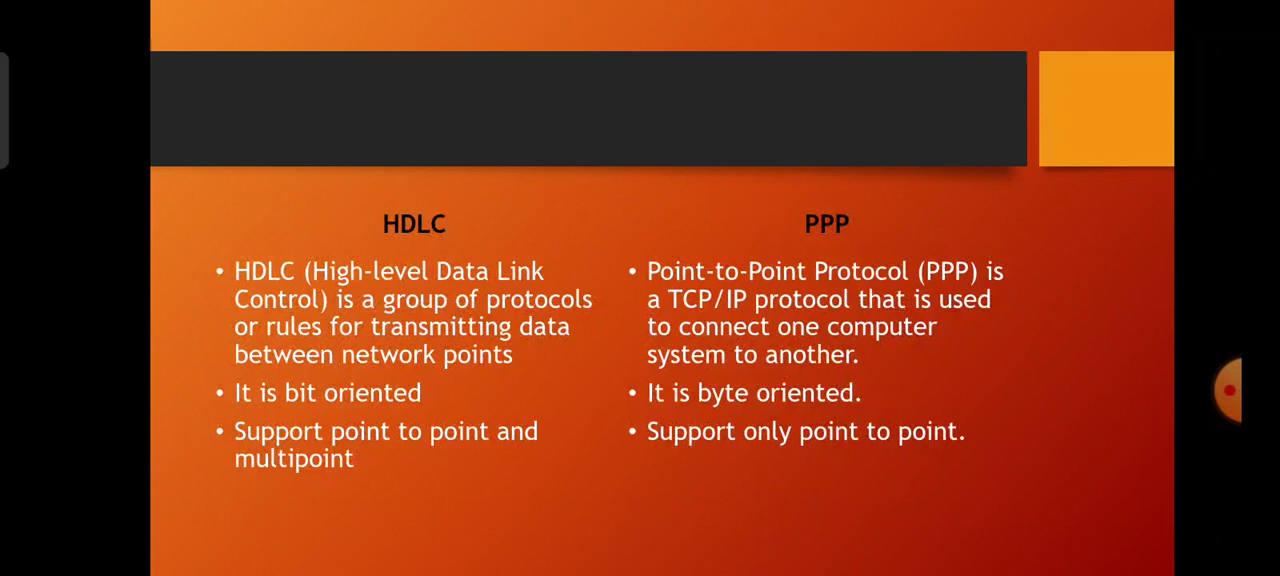 HDLC
• HDLC (High-level Data Link
Control) is a group of protocols
or rules for transmitting data
between network points
• It is bit oriented
• Support point to point and
multipoint
PPP
• Point-to-Point Protocol (PPP) is
a TCP/IP protocol that is used
to connect one computer
system to another.
• It is byte oriented.
• Support only point to point.